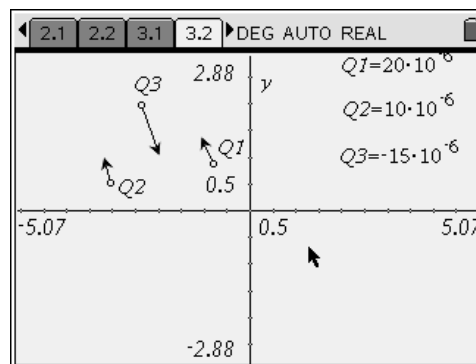 2.1 2.2 3.1 3.2 DEG AUTO REAL
2.88 y
Q1=20·10^-6
Q3
Q2=10·10^-6
Q1
Q3=-15·10^-6
Q2
0.5
-5.07 0.5 5.07
-2.88